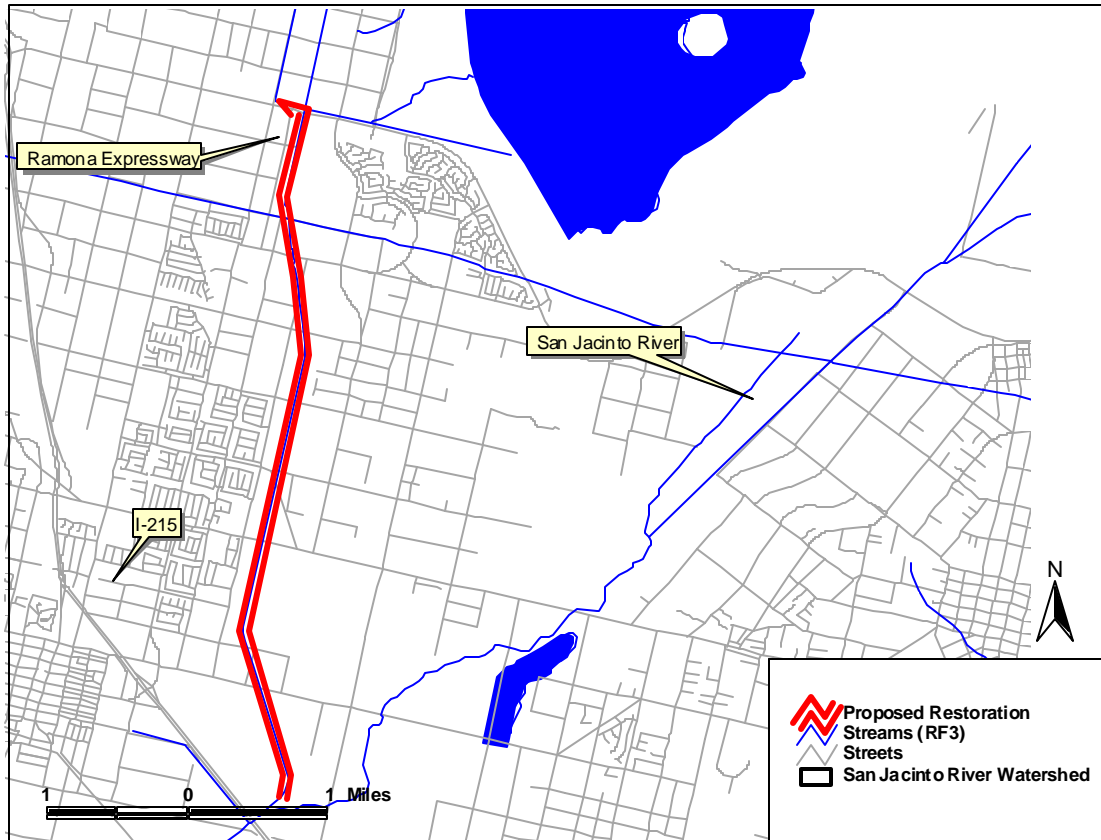 Ramona Expressway
San Jacinto River
I-215
N
Proposed Restoration
Streams (RF3)
Streets
San Jacinto River Watershed
1 0 1 Miles